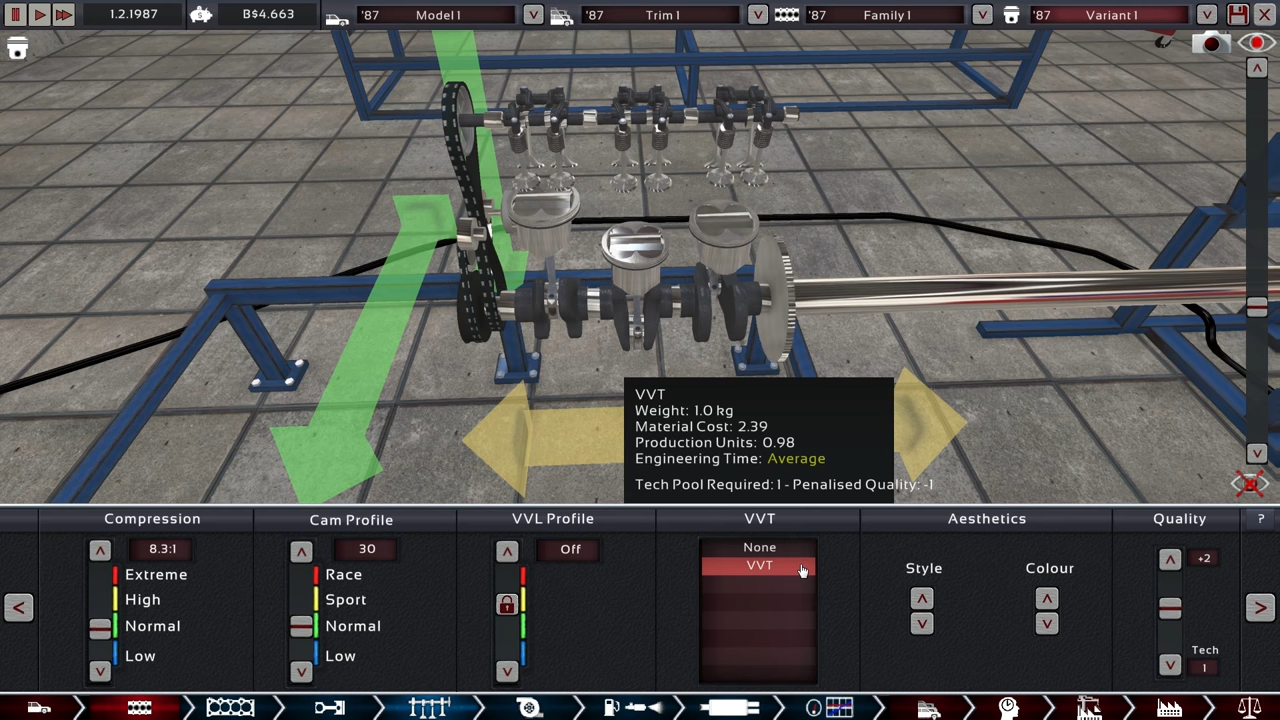 1.2.1987
B$4.663
'87 Model 1
'87 Trim 1
'87 Family 1
'87 Variant 1
VVT
Weight: 1.0 kg
Material Cost: 2.39
Production Units: 0.98
Engineering Time: Average
Tech Pool Required: 1 - Penalised Quality: -1
Compression
8.3:1
Extreme
High
Normal
Low
Cam Profile
30
Race
Sport
Normal
Low
VVL Profile
Off
VVT
None
VVT
Aesthetics
Style
Colour
Quality
+2
Tech
1
?